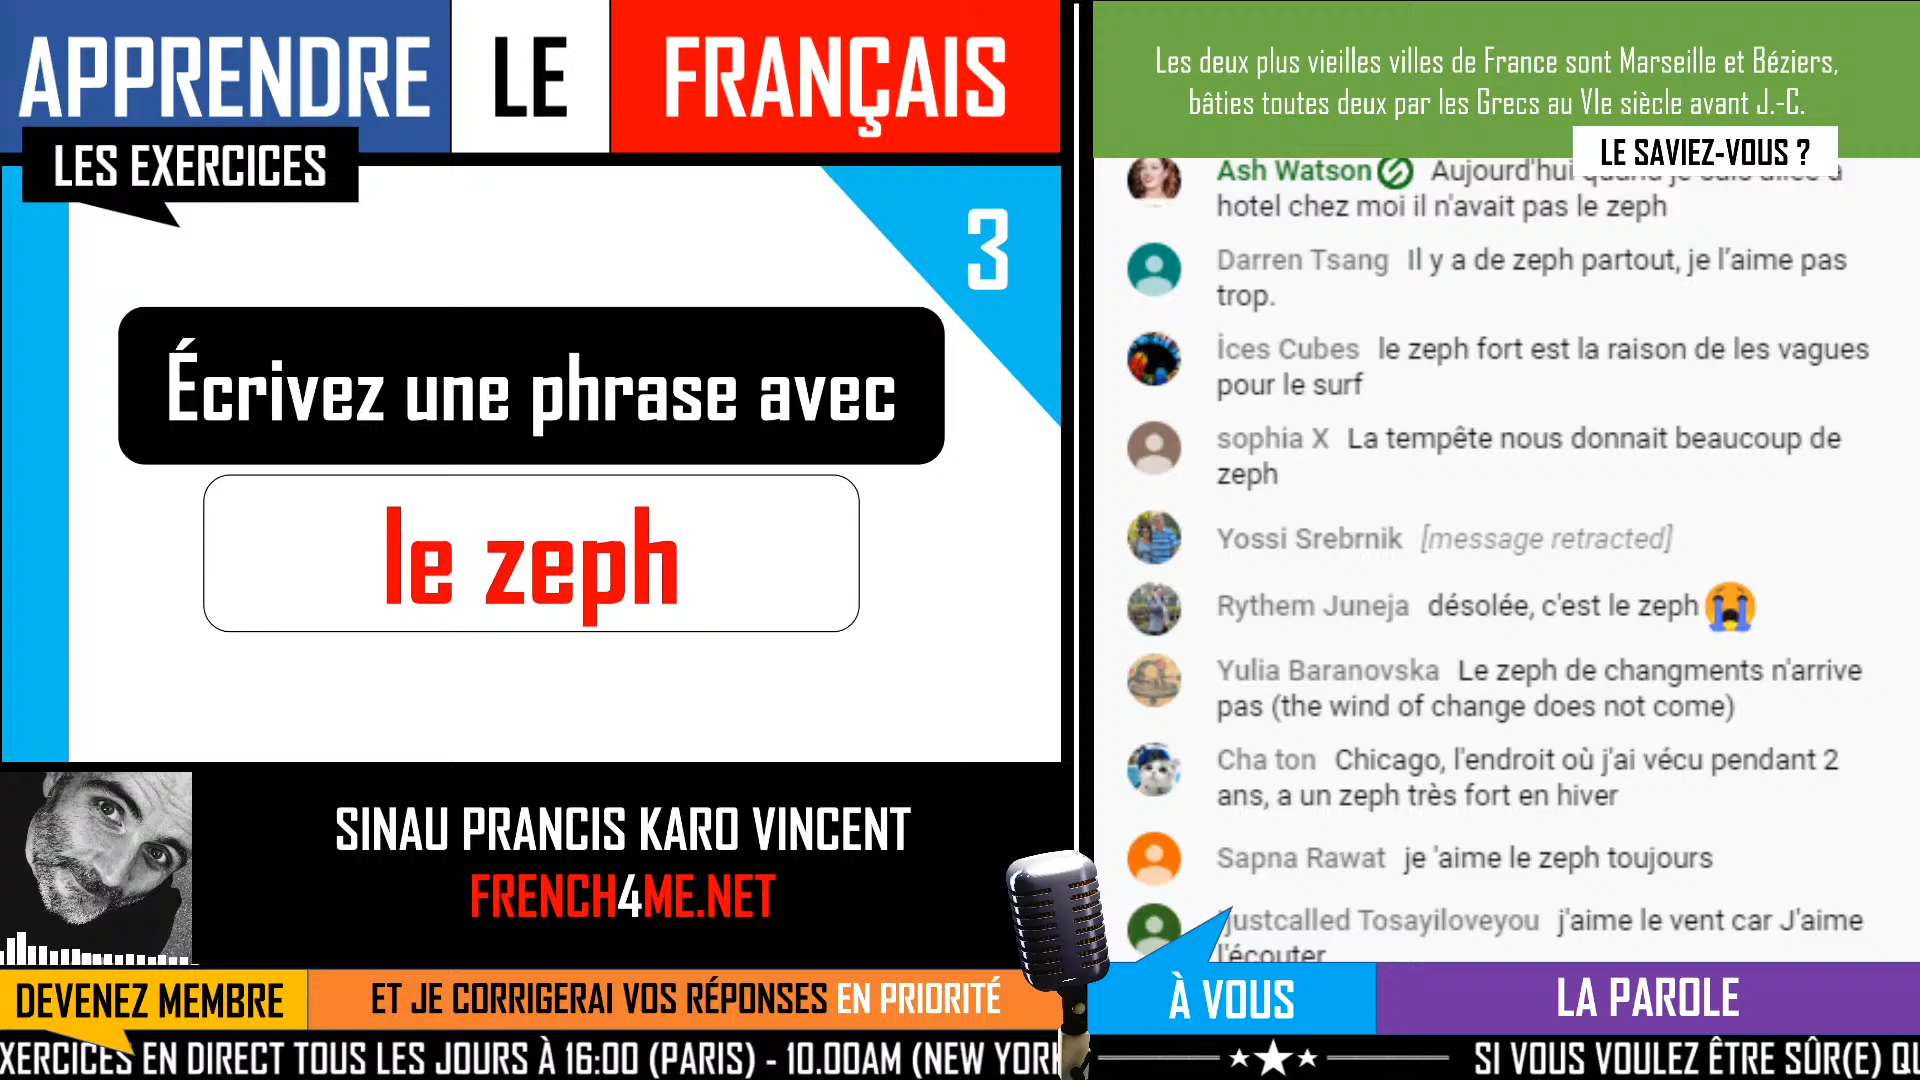 APPRENDRE LE FRANÇAIS
LES EXERCICES
3
Écrivez une phrase avec
le zeph
SINAU PRANCIS KARO VINCENT
FRENCH4ME.NET
DEVENEZ MEMBRE
ET JE CORRIGERAI VOS RÉPONSES EN PRIORITÉ
XERCICES EN DIRECT TOUS LES JOURS À 16:00 (PARIS) - 10.00AM (NEW YORK
Les deux plus vieilles villes de France sont Marseille et Béziers,
bâties toutes deux par les Grecs au VIe siècle avant J.-C.
LE SAVIEZ-VOUS ?
Ash Watson Aujourd'hui
hotel chez moi il n'avait pas le zeph
Darren Tsang Il y a de zeph partout, je l'aime pas
trop.
İces Cubes le zeph fort est la raison de les vagues
pour le surf
sophia X La tempête nous donnait beaucoup de
zeph
Yossi Srebrnik [message retracted]
Rythem Juneja désolée, c'est le zeph
Yulia Baranovska Le zeph de changments n'arrive
pas (the wind of change does not come)
Cha ton Chicago, l'endroit où j'ai vécu pendant 2
ans, a un zeph très fort en hiver
Sapna Rawat je 'aime le zeph toujours
justcalled Tosayiloveyou j'aime le vent car J'aime
l'écouter
À VOUS
LA PAROLE
SI VOUS VOULEZ ÊTRE SÛR(E) QU